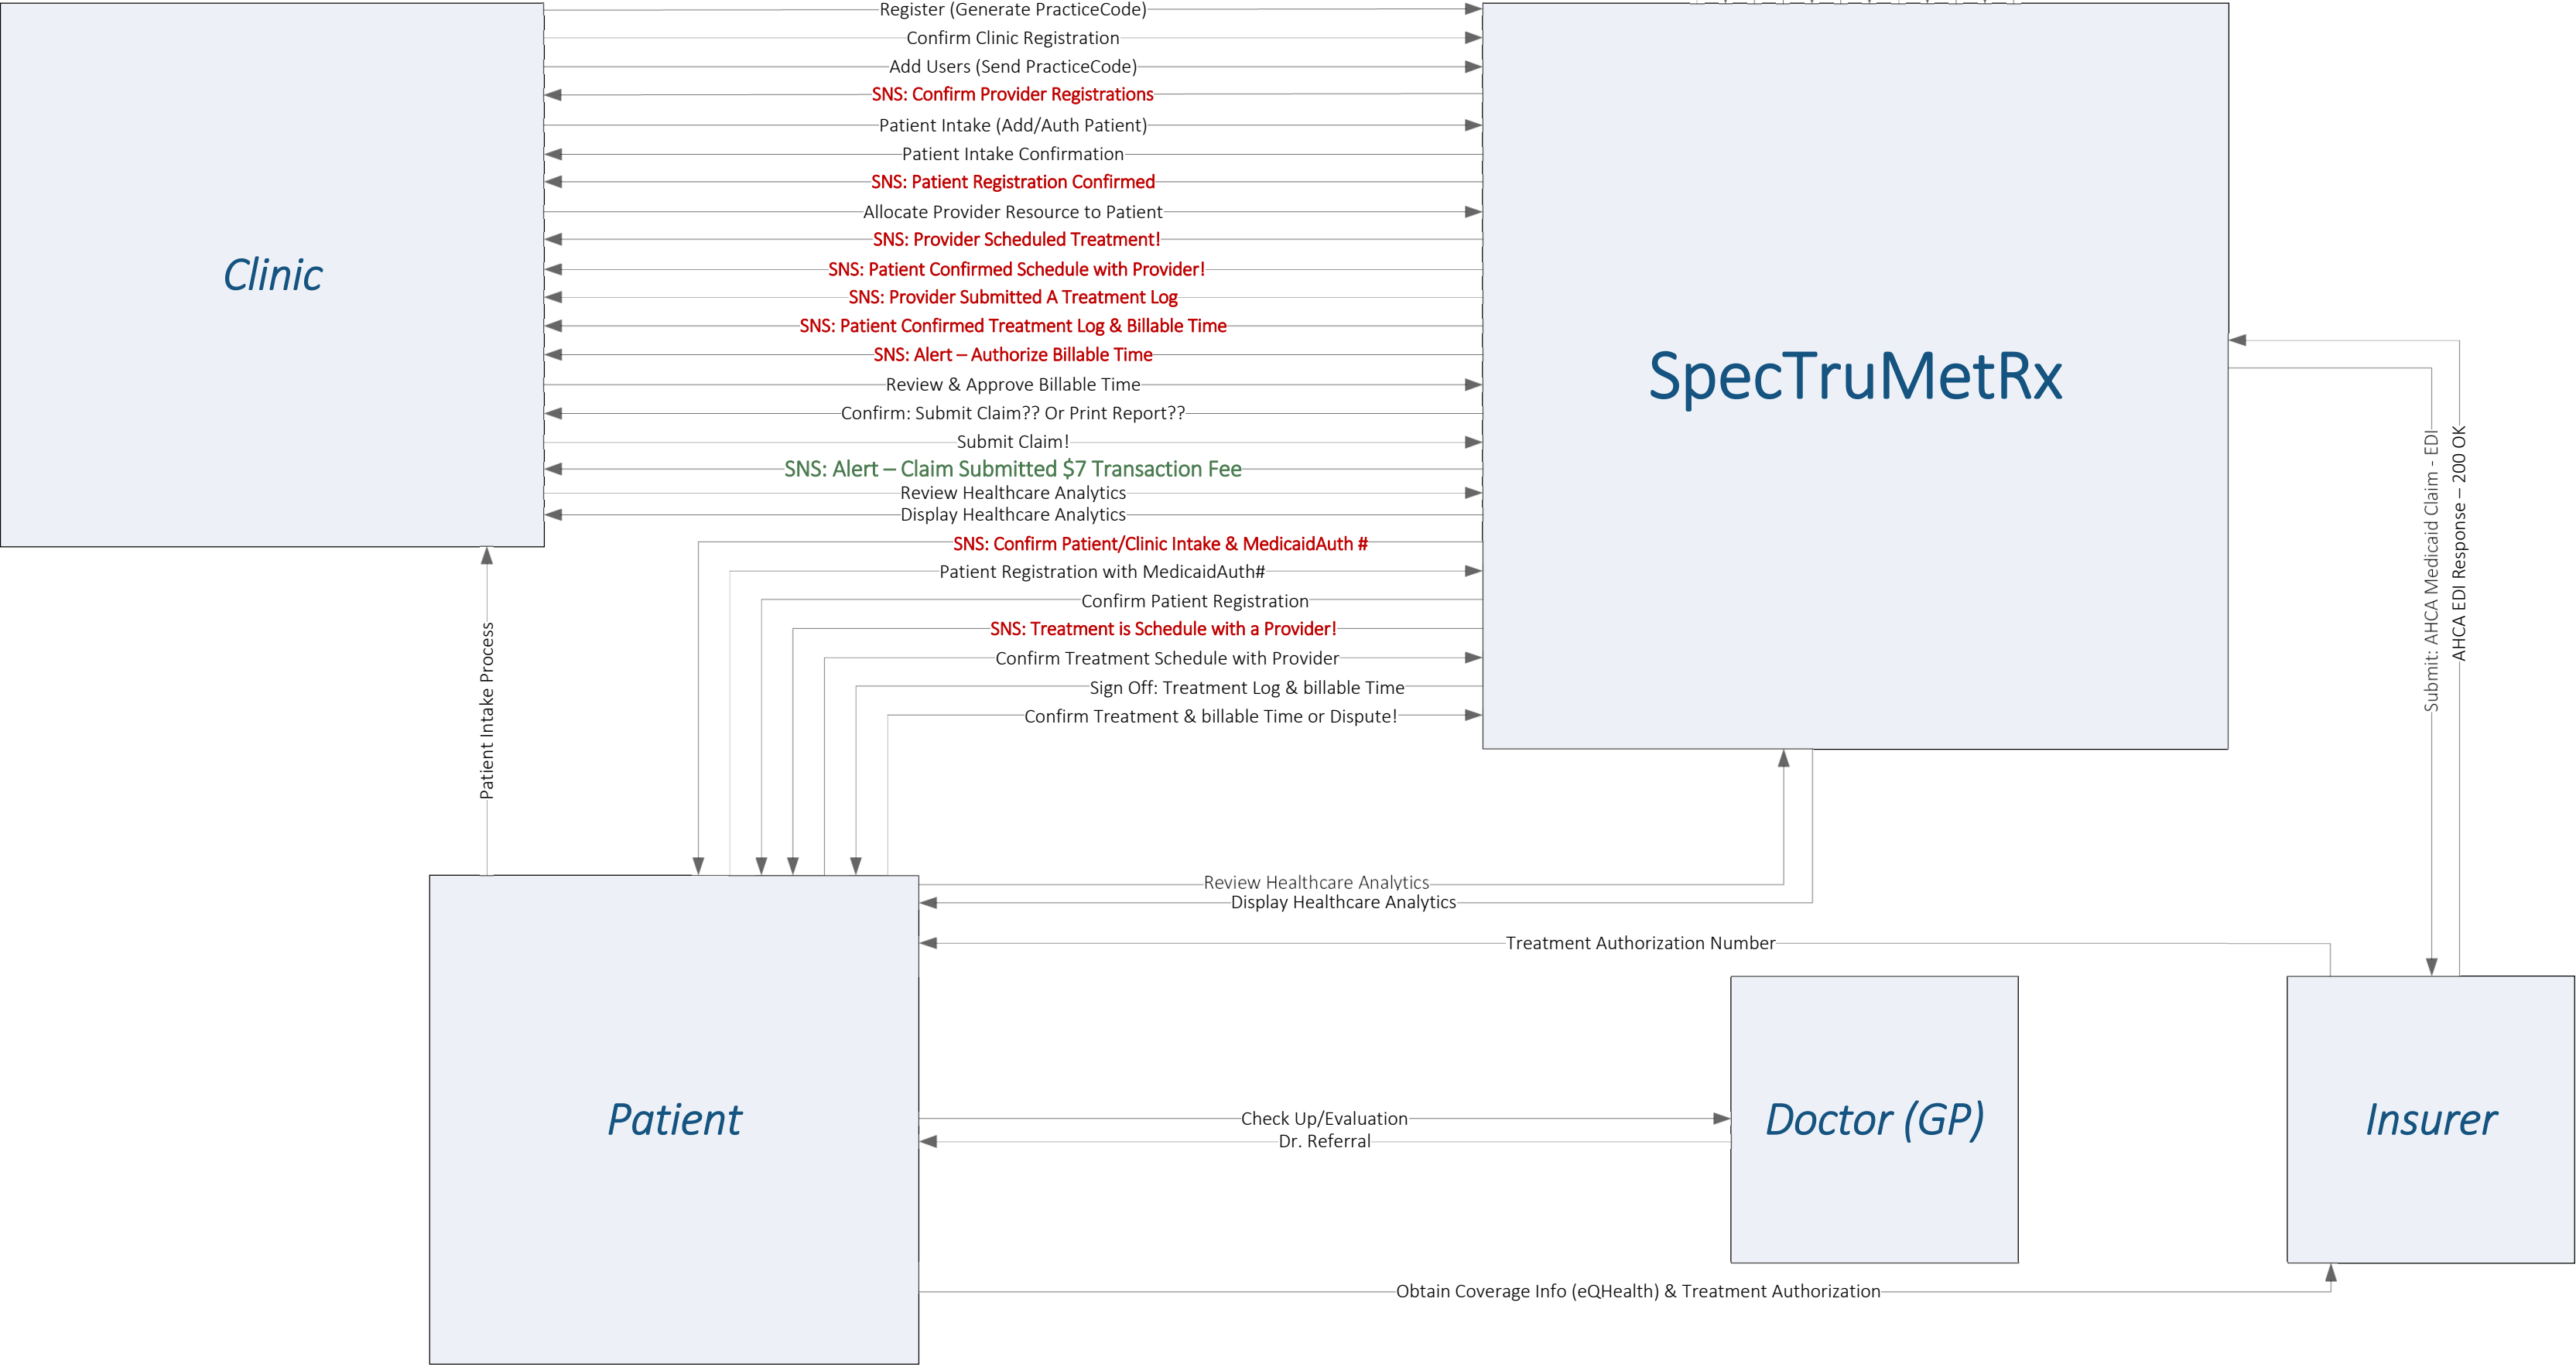 Register (Generate PracticeCode)
Confirm Clinic Registration
Add Users (Send PracticeCode)
SNS: Confirm Provider Registrations
Patient Intake (Add/Auth Patient)
Patient Intake Confirmation
SNS: Patient Registration Confirmed
Allocate Provider Resource to Patient
SNS: Provider Scheduled Treatment!
SNS: Patient Confirmed Schedule with Provider!
SNS: Provider Submitted A Treatment Log
SNS: Patient Confirmed Treatment Log & Billable Time
SNS: Alert – Authorize Billable Time
Review & Approve Billable Time
Confirm: Submit Claim?? Or Print Report??
Submit Claim!
SNS: Alert – Claim Submitted $7 Transaction Fee
Review Healthcare Analytics
Display Healthcare Analytics
Clinic
SpecTruMetRx
SNS: Confirm Patient/Clinic Intake & MedicaidAuth #
Patient Registration with MedicaidAuth#
Confirm Patient Registration
SNS: Treatment is Schedule with a Provider!
Confirm Treatment Schedule with Provider
Sign Off: Treatment Log & billable Time
Confirm Treatment & billable Time or Dispute!
Patient Intake Process
Submit: AHCA Medicaid Claim - EDI
AHCA EDI Response – 200 OK
Review Healthcare Analytics
Display Healthcare Analytics
Treatment Authorization Number
Patient
Check Up/Evaluation
Dr. Referral
Doctor (GP)
Insurer
Obtain Coverage Info (eQHealth) & Treatment Authorization